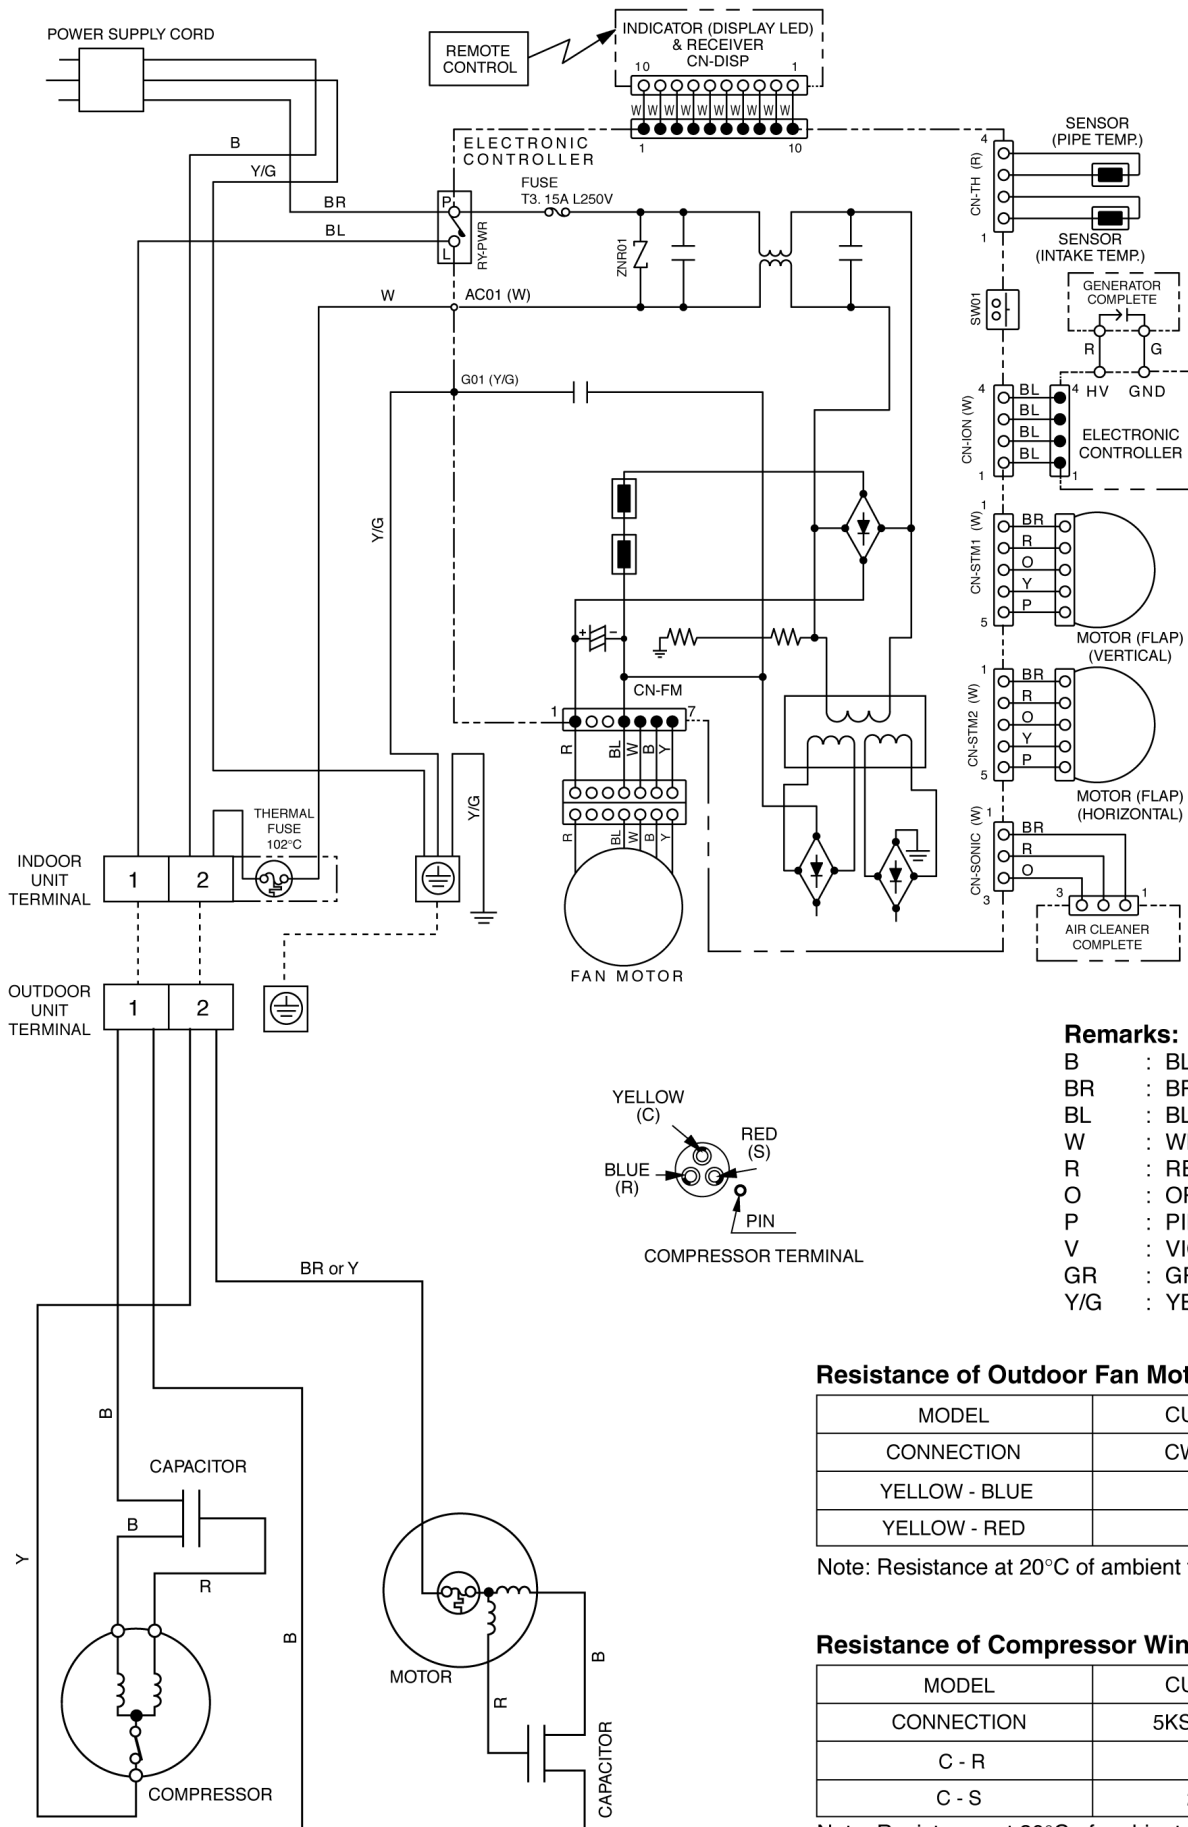 POWER SUPPLY CORD
REMOTE
CONTROL
INDICATOR (DISPLAY LED)
& RECEIVER
CN-DISP
10 1
W W W W W W W W W W
1 10
ELECTRONIC
CONTROLLER
B
Y/G
BR
BL
W
P
L
RY-PWR
FUSE
T3. 15A L250V
ZNR01
AC01 (W)
G01 (Y/G)
4
CN-TH (R)
1
SENSOR
(PIPE TEMP.)
SENSOR
(INTAKE TEMP.)
SW01
GENERATOR
COMPLETE
R G
HV GND
4
CN-ION (W)
1
BL
BL
BL
BL
4
1
ELECTRONIC
CONTROLLER
1
CN-STM1 (W)
5
BR
R
O
Y
P
MOTOR (FLAP)
(VERTICAL)
1
CN-STM2 (W)
5
BR
R
O
Y
P
MOTOR (FLAP)
(HORIZONTAL)
1
CN-SONIC (W)
3
BR
R
O
3 1
AIR CLEANER
COMPLETE
Y/G
+ −
CN-FM
1 7
R BL W B Y
R BL W B Y
FAN MOTOR
Y/G
THERMAL
FUSE
102°C
INDOOR
UNIT
TERMINAL
1 2
OUTDOOR
UNIT
TERMINAL
1 2
YELLOW
(C)
RED
(S)
BLUE
(R)
PIN
COMPRESSOR TERMINAL
Remarks:
B :
BR :
BL :
W :
R :
O :
P :
V :
GR :
Y/G :
BR or Y
B
CAPACITOR
B
R
Y
B
COMPRESSOR
MOTOR
R
B
CAPACITOR
Resistance of Outdoor Fan
MODEL
CONNECTION
YELLOW - BLUE
YELLOW - RED
Note: Resistance at 20°C of ambient
Resistance of Compressor
MODEL
CONNECTION
C - R
C - S